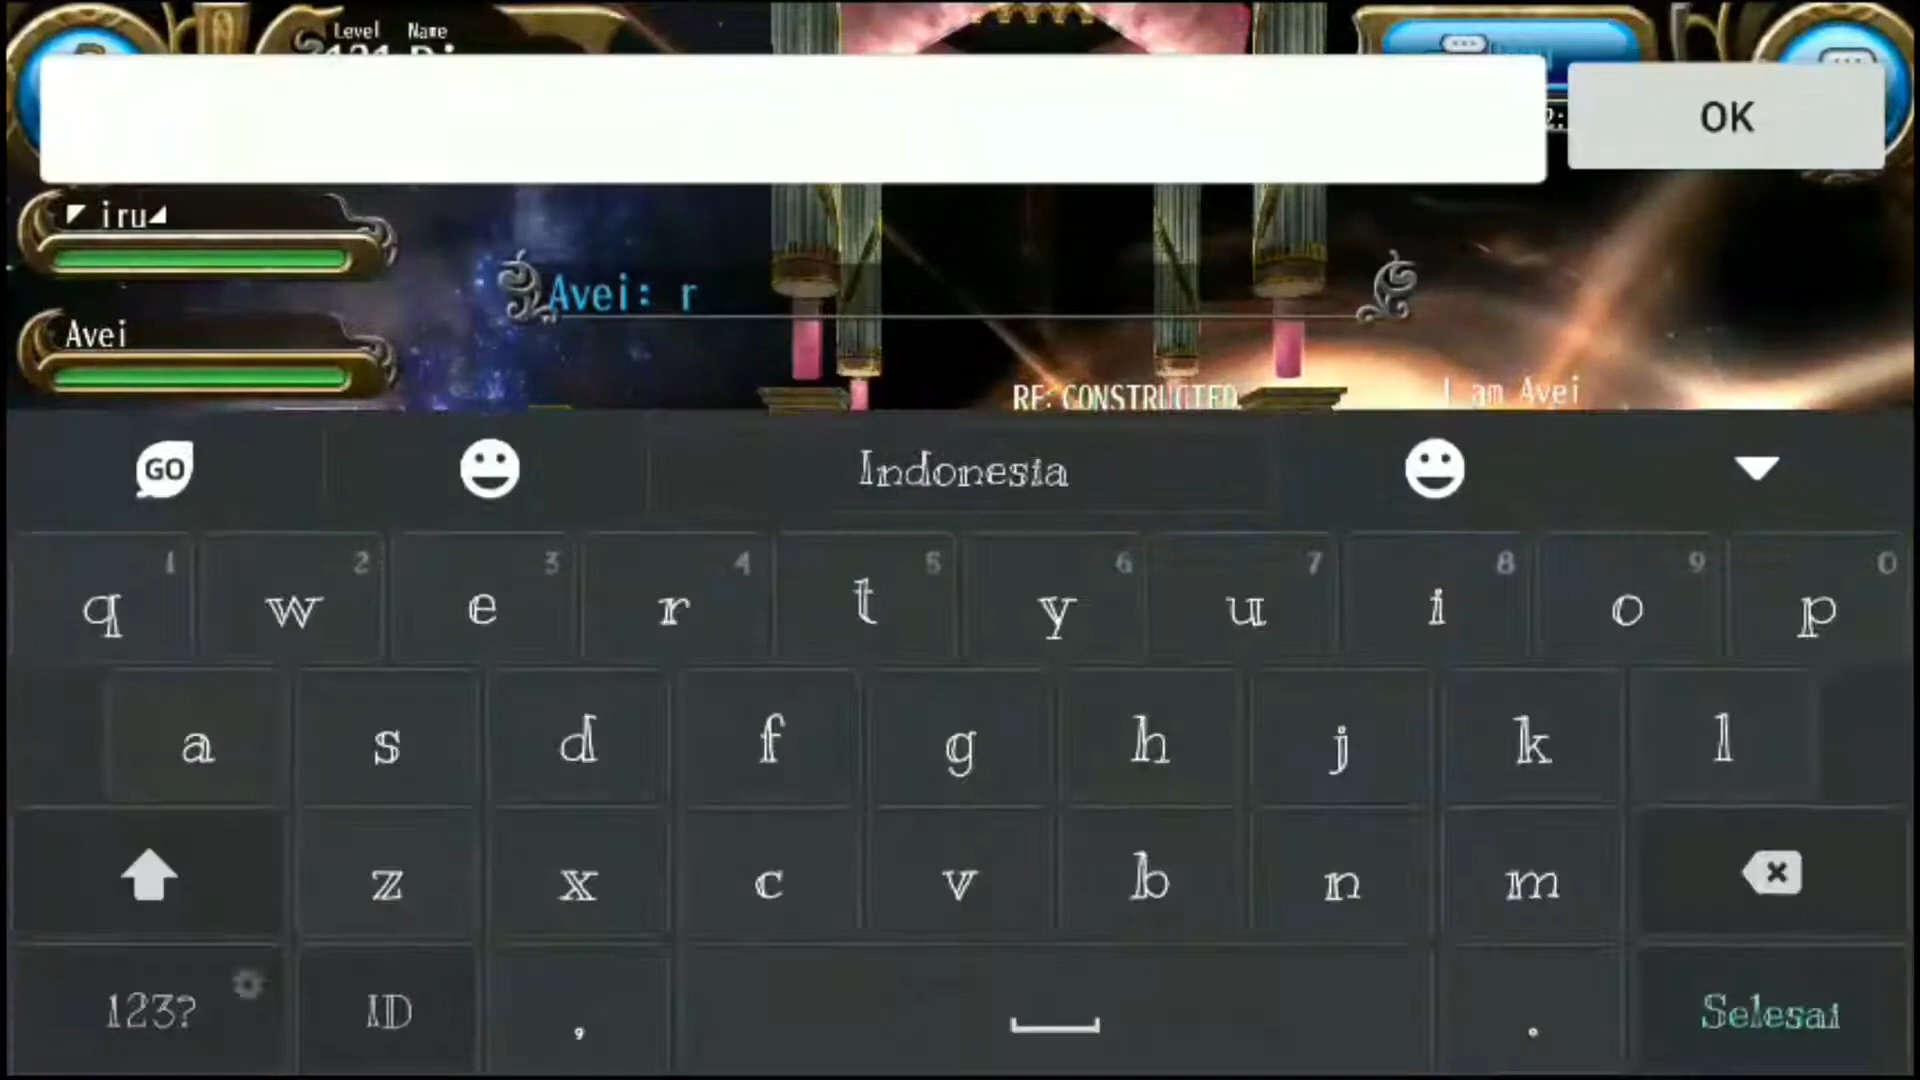 Level Name
OK
iru
Avei: r
Avei
RE:CONSTRUCTED
I am Avei
GO
Indonesia
1 2 3 4 5 6 7 8 9 0
q w e r t y u i o p
a s d f g h j k l
z x c v b n m
123? ID , . Selesai